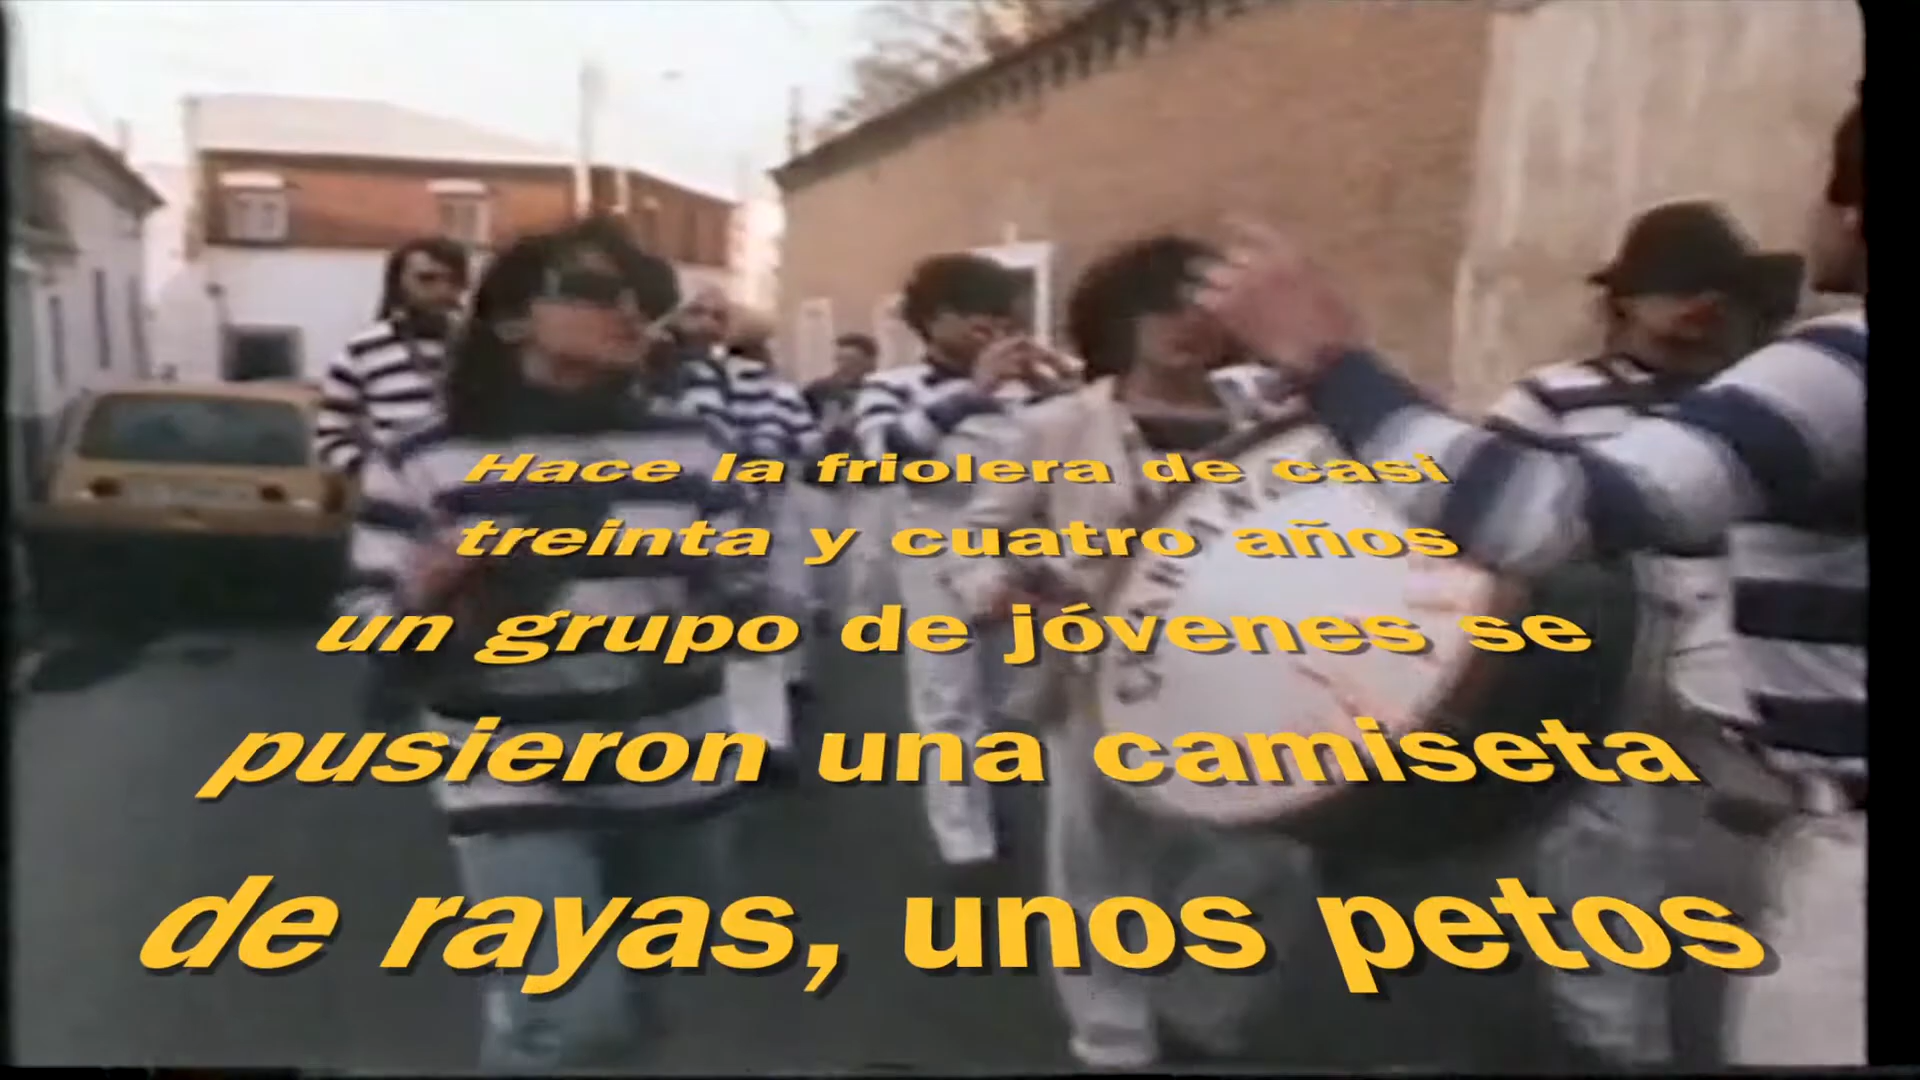 Hace la friolera de casi
treinta y cuatro años
un grupo de jóvenes se
pusieron una camiseta
de rayas, unos petos